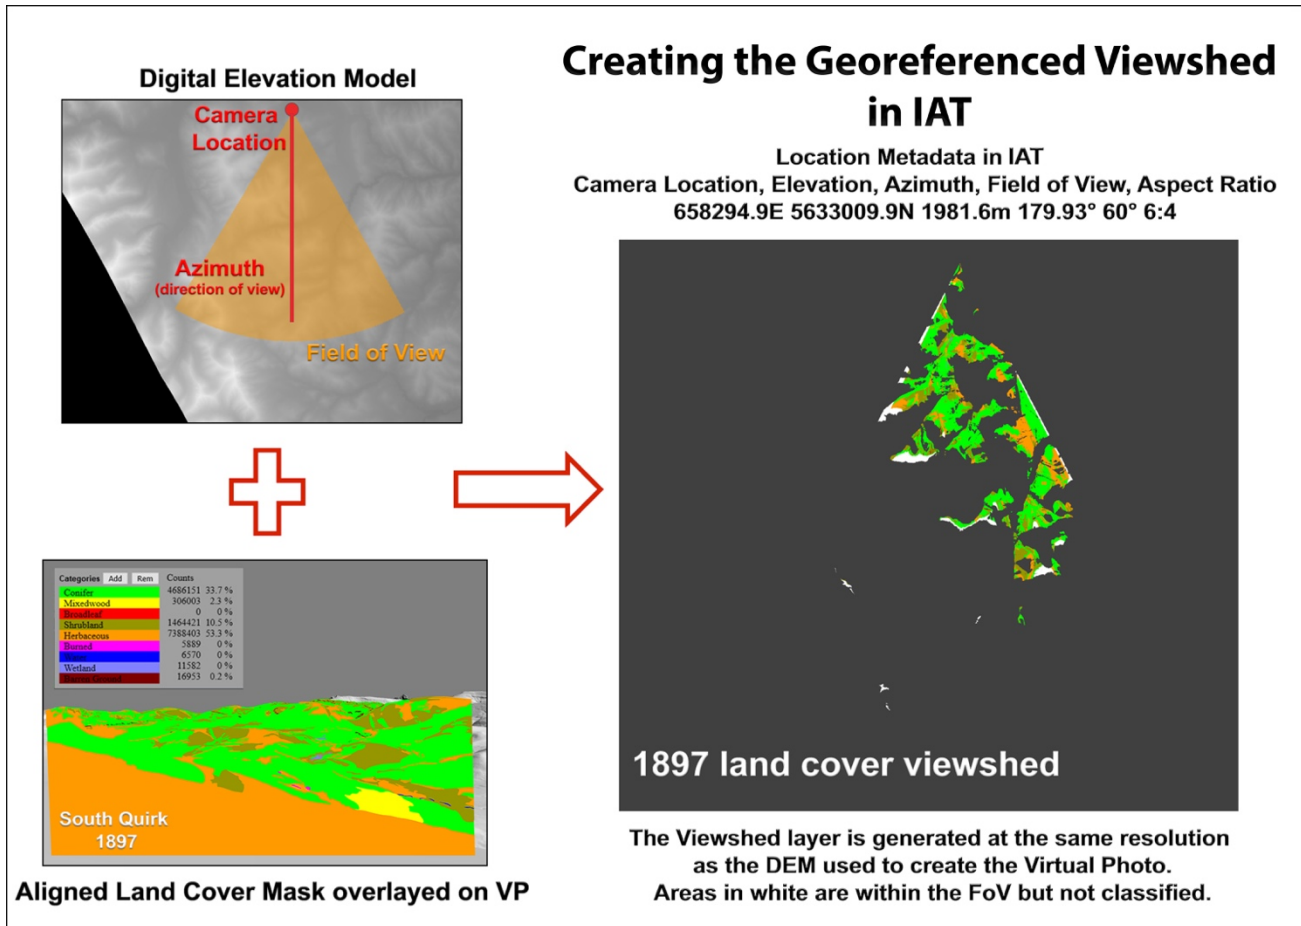 Creating the Georeferenced Viewshed
in IAT
Location Metadata in IAT
Camera Location, Elevation, Azimuth, Field of View, Aspect Ratio
658294.9E 5633009.9N 1981.6m 179.93° 60° 6:4
Digital Elevation Model
Camera
Location
Azimuth
(direction of view)
Field of View
Categories Add Rem Counts
Conifer 4686151 33.7 %
Mixedwood 306003 2.3 %
Broadleaf 0 0 %
Shrubland 1464421 10.5 %
Herbaceous 7388403 53.3 %
Burned 5889 0 %
Water 6570 0 %
Wetland 11582 0 %
Barren Ground 16953 0.2 %
South Quirk
1897
Aligned Land Cover Mask overlayed on VP
1897 land cover viewshed
The Viewshed layer is generated at the same resolution
as the DEM used to create the Virtual Photo.
Areas in white are within the FoV but not classified.